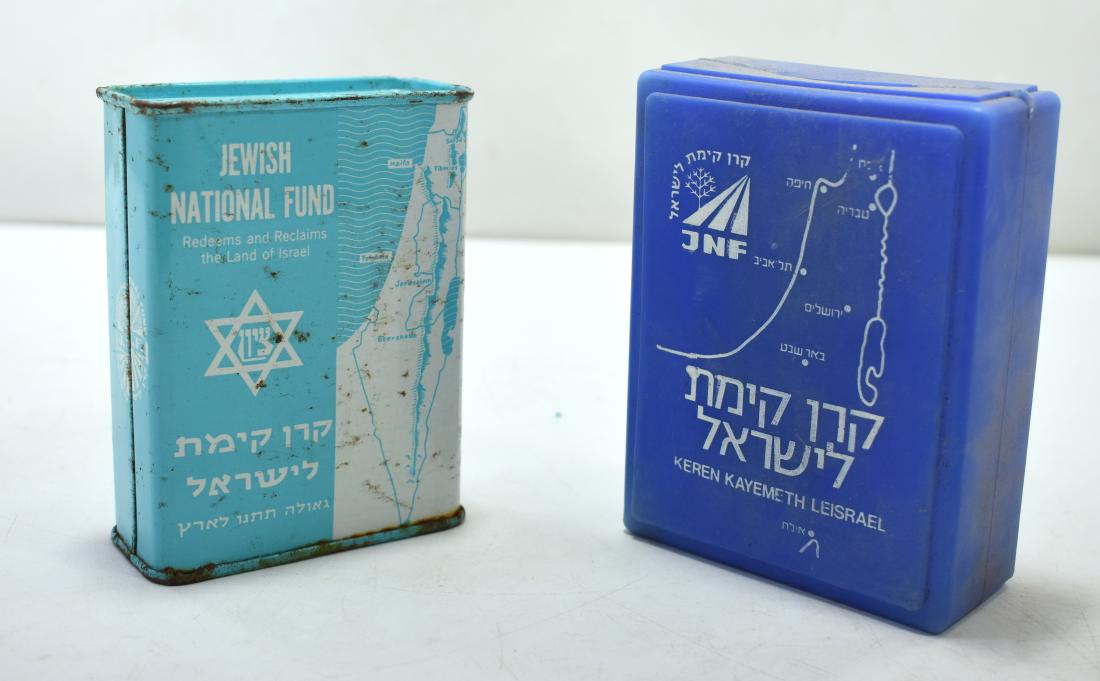 JEWISH
NATIONAL FUND
Redeems and Reclaims
the Land of Israel
ציון
קרן קימת
לישראל
גאולה תתנו לארץ
Haifa
Tiberias
Jerusalem
Beersheba
קרן קימת לישראל
JNF
חיפה
טבריה
תל־אביב
ירושלים
באר שבע
קרן קימת
לישראל
KEREN KAYEMETH LEISRAEL
אילת